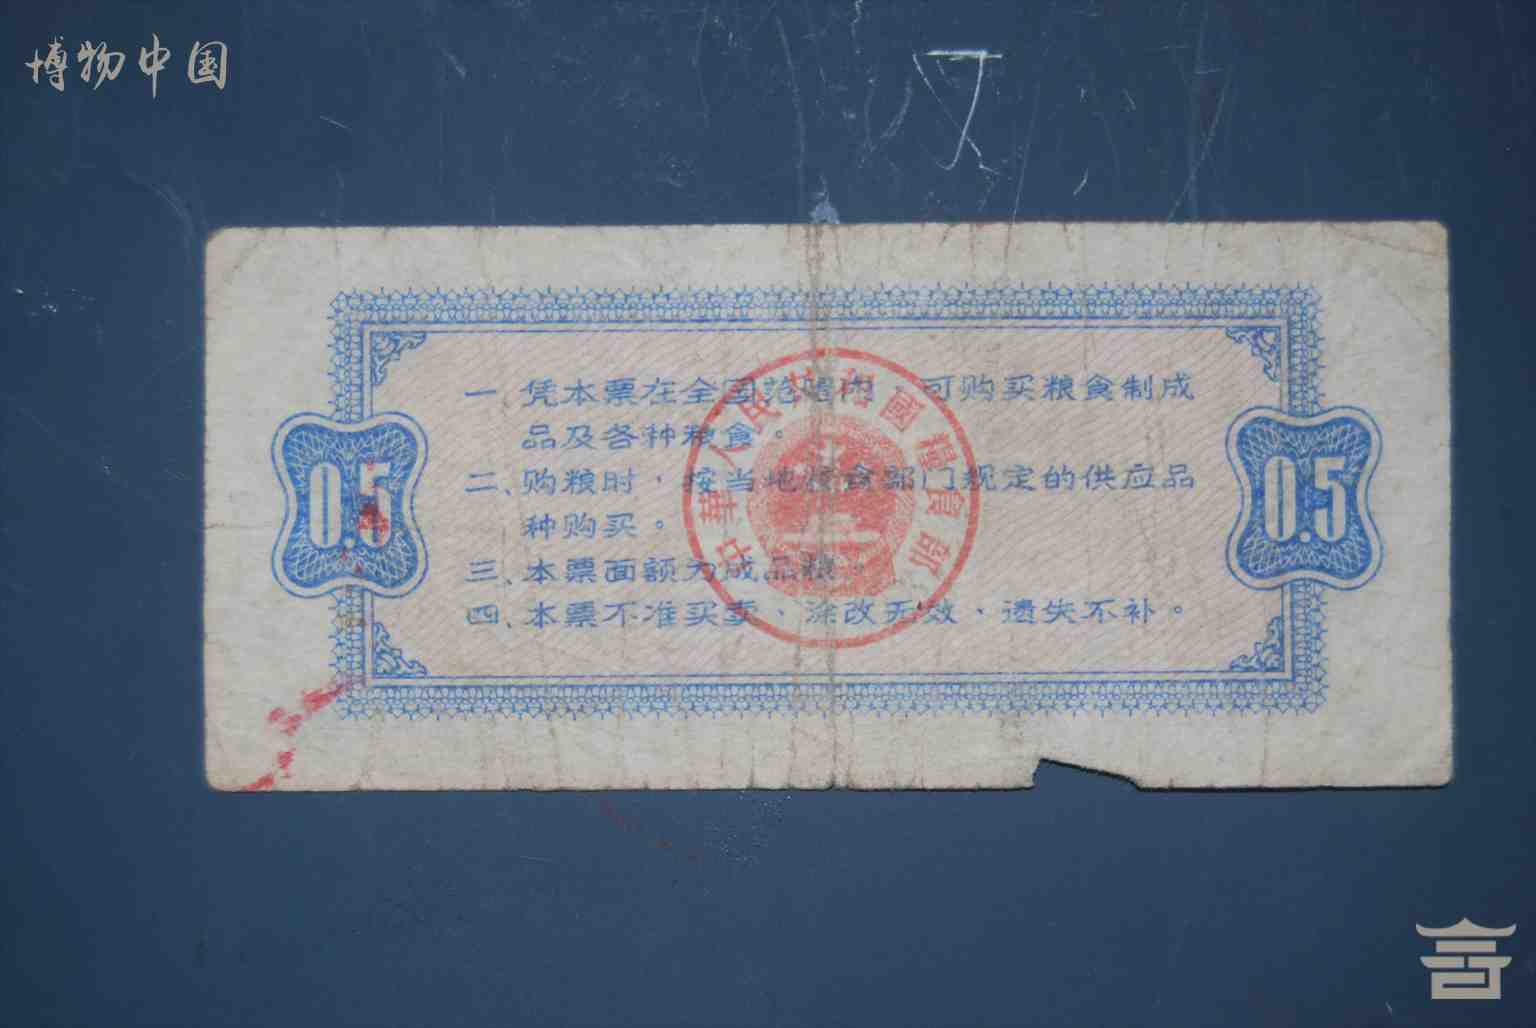 博物中国
一、凭本票在全国范围内,可购买粮食制成
品及各种粮食。
二、购粮时,按当地粮食部门规定的供应品
种购买。
三、本票面额为成品粮。
四、本票不准买卖、涂改无效、遗失不补。
0.5
0.5
中華人民共和國糧食部